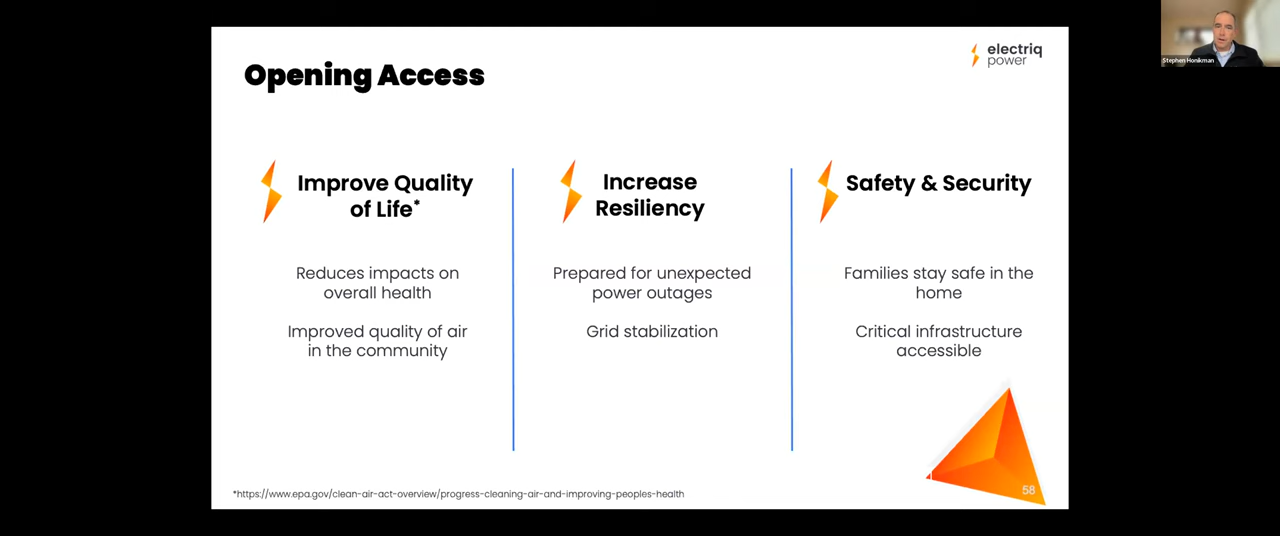 Opening Access
electriq
power
Stephen Honikman
Improve Quality
of Life*
Reduces impacts on
overall health
Improved quality of air
in the community
Increase
Resiliency
Prepared for unexpected
power outages
Grid stabilization
Safety & Security
Families stay safe in the
home
Critical infrastructure
accessible
*https://www.epa.gov/clean-air-act-overview/progress-cleaning-air-and-improving-peoples-health
58